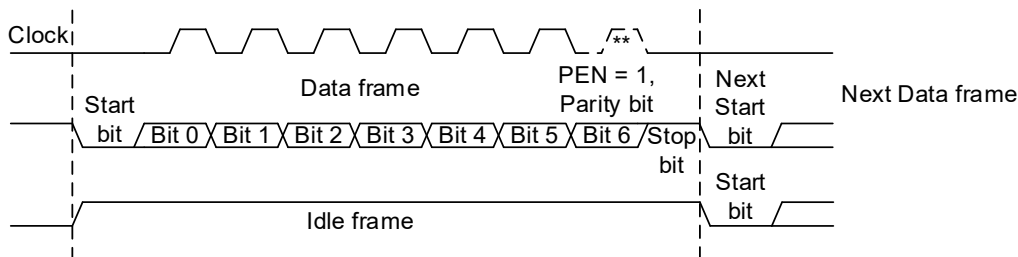 Clock
**
Data frame
PEN = 1,
Parity bit
Next
Start
bit
Next Data frame
Start
bit
Bit 0
Bit 1
Bit 2
Bit 3
Bit 4
Bit 5
Bit 6
Stop
bit
Idle frame
Start
bit